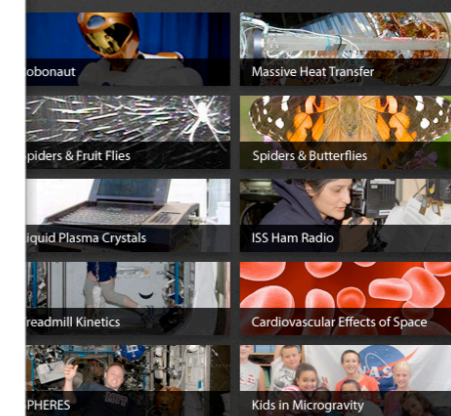 obonaut
Massive Heat Transfer
piders & Fruit Flies
Spiders & Butterflies
iquid Plasma Crystals
ISS Ham Radio
readmill Kinetics
Cardiovascular Effects of Space
PHERES
Kids in Microgravity
NASA